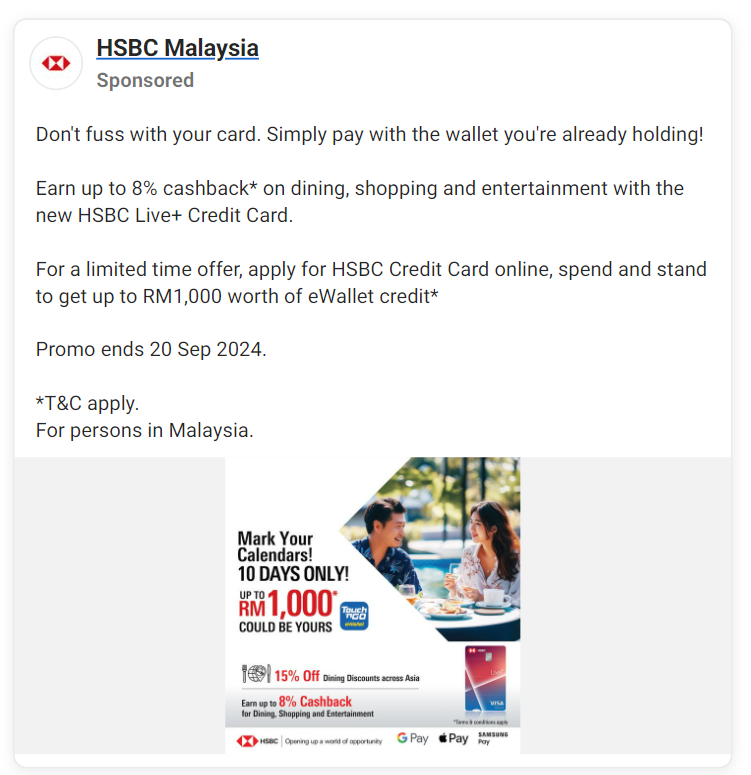 HSBC Malaysia
Sponsored
Don't fuss with your card. Simply pay with the wallet you're already holding!
Earn up to 8% cashback* on dining, shopping and entertainment with the
new HSBC Live+ Credit Card.
For a limited time offer, apply for HSBC Credit Card online, spend and stand
to get up to RM1,000 worth of eWallet credit*
Promo ends 20 Sep 2024.
*T&C apply.
For persons in Malaysia.
Mark Your
Calendars!
10 DAYS ONLY!
UP TO
RM1,000*
COULD BE YOURS
Touch
'nGO
eWallet
15% Off Dining Discounts across Asia
Earn up to 8% Cashback
for Dining, Shopping and Entertainment
HSBC
Live+
VISA
*Terms & conditions apply
HSBC | Opening up a world of opportunity
G Pay
Pay
SAMSUNG
Pay